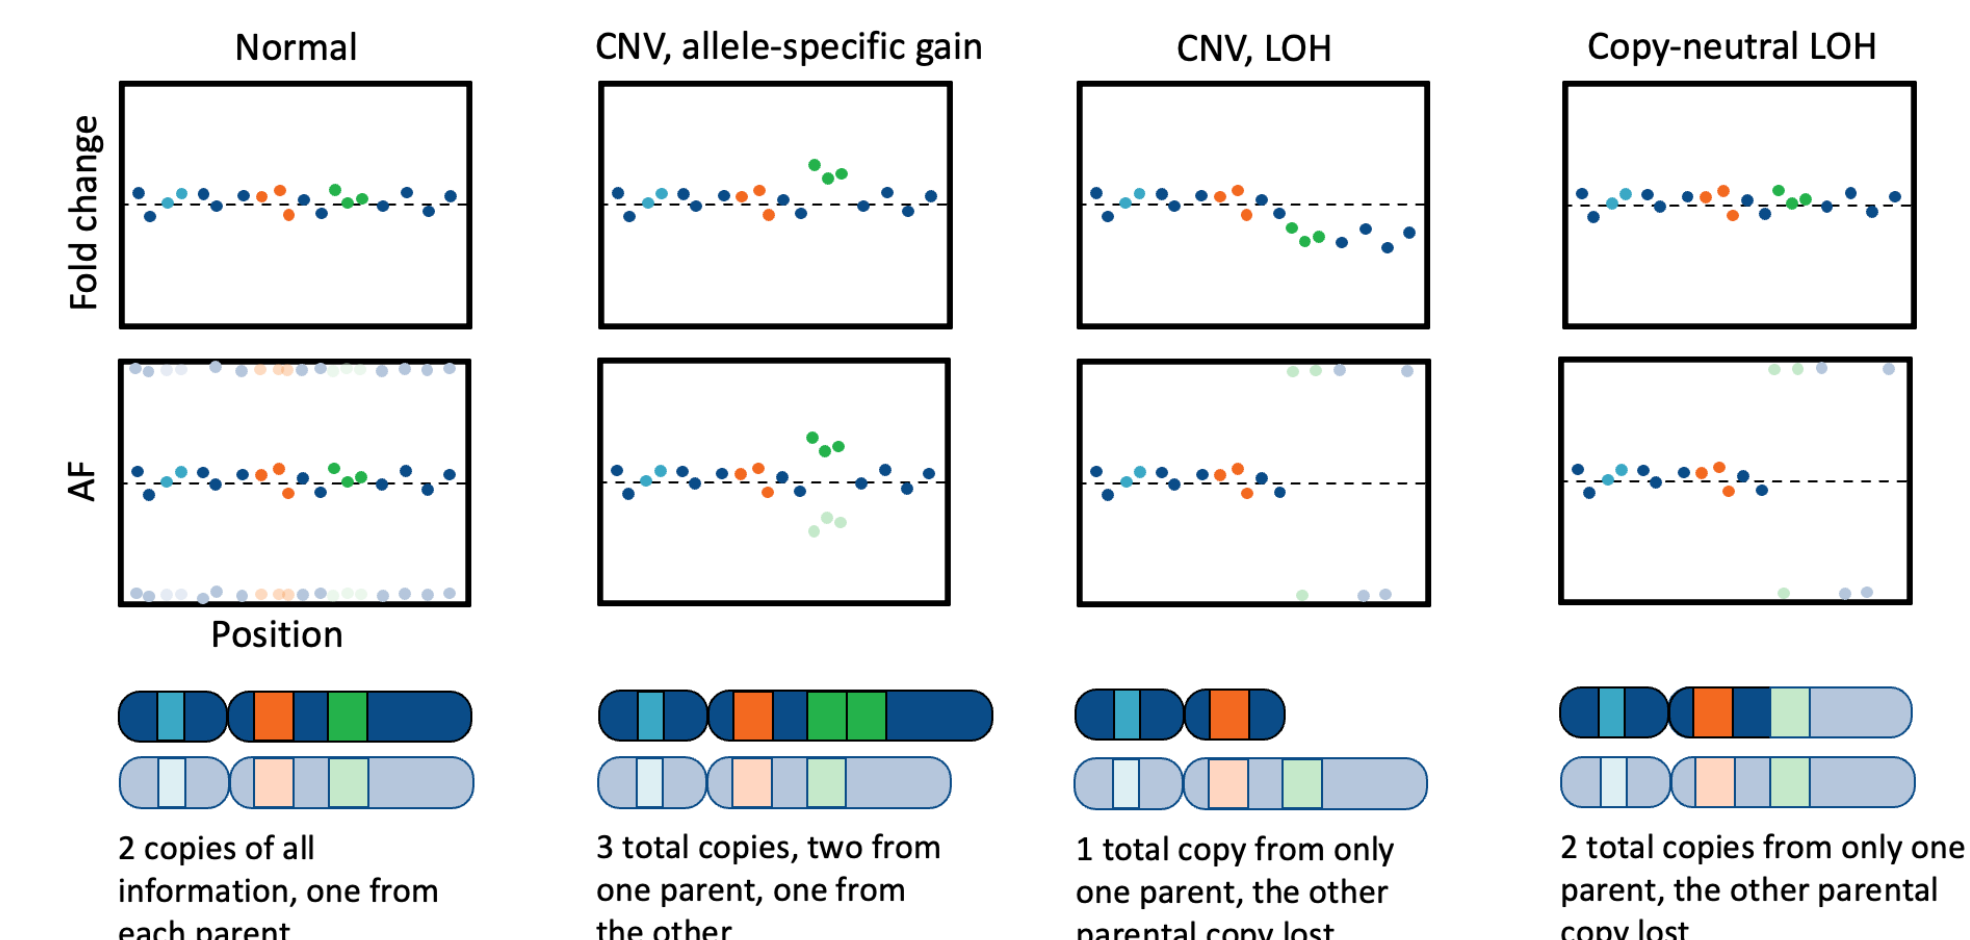 Normal
CNV, allele-specific gain
CNV, LOH
Copy-neutral LOH
Fold change
AF
Position
2 copies of all
information, one from
each parent
3 total copies, two from
one parent, one from
the other
1 total copy from only
one parent, the other
parental copy lost
2 total copies from only one
parent, the other parental
copy lost